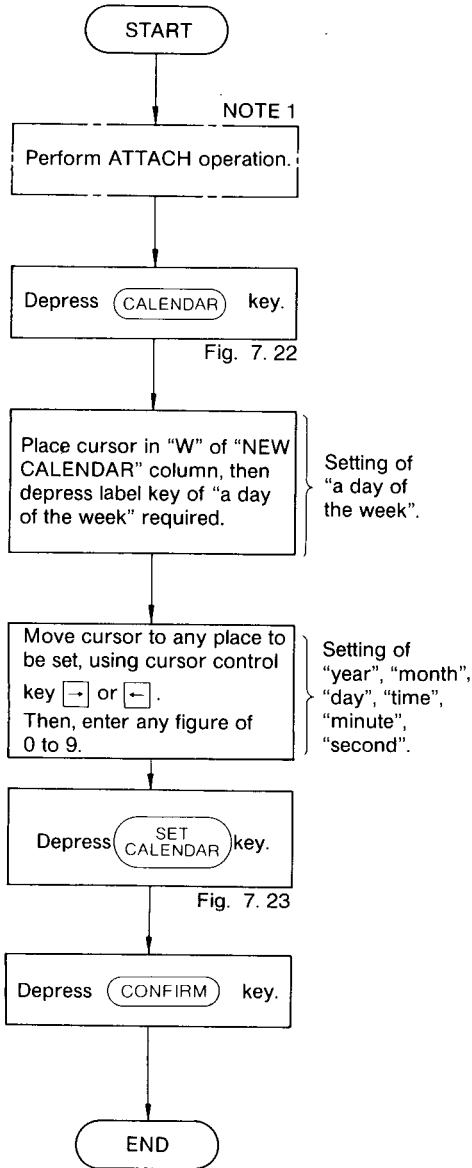 START
NOTE 1
Perform ATTACH operation.
Depress CALENDAR key.
Fig. 7. 22
Place cursor in "W" of "NEW
CALENDAR" column, then
depress label key of "a day
of the week" required.
Setting of
"a day of
the week".
Move cursor to any place to
be set, using cursor control
key → or ← .
Then, enter any figure of
0 to 9.
Setting of
"year", "month",
"day", "time",
"minute",
"second".
Depress SET CALENDAR key.
Fig. 7. 23
Depress CONFIRM key.
END